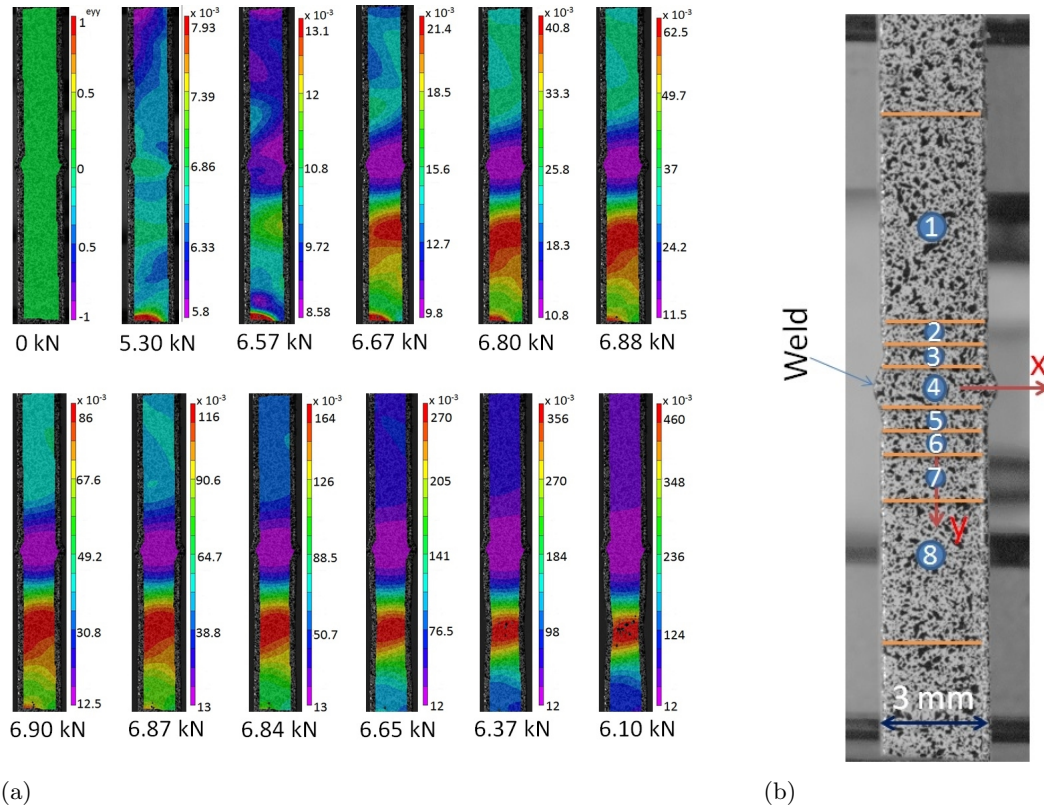 eyy
1
0.5
0
0.5
-1
0 kN
x 10⁻³
7.93
7.39
6.86
6.33
5.8
5.30 kN
x 10⁻³
13.1
12
10.8
9.72
8.58
6.57 kN
x 10⁻³
21.4
18.5
15.6
12.7
9.8
6.67 kN
x 10⁻³
40.8
33.3
25.8
18.3
10.8
6.80 kN
x 10⁻³
62.5
49.7
37
24.2
11.5
6.88 kN
x 10⁻³
86
67.6
49.2
30.8
12.5
6.90 kN
x 10⁻³
116
90.6
64.7
38.8
13
6.87 kN
x 10⁻³
164
126
88.5
50.7
13
6.84 kN
x 10⁻³
270
205
141
76.5
12
6.65 kN
x 10⁻³
356
270
184
98
12
6.37 kN
x 10⁻³
460
348
236
124
12
6.10 kN
(a)
1
2
3
4
5
6
7
8
Weld
x
y
3 mm
(b)